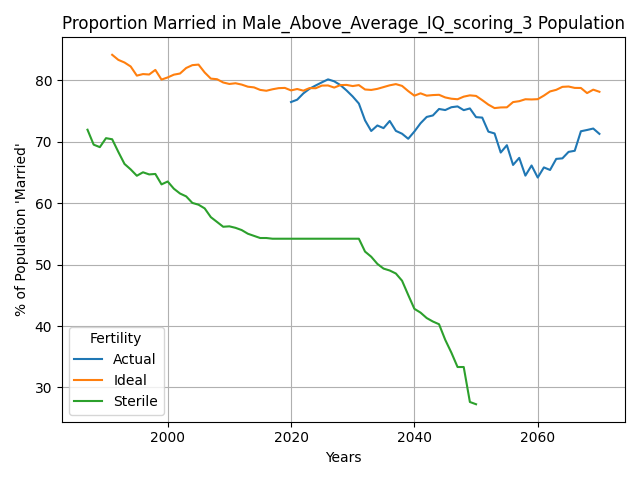 Proportion Married in Male_Above_Average_IQ_scoring_3 Population
% of Population 'Married'
80
70
60
50
40
30
Fertility
Actual
Ideal
Sterile
2000
2020
2040
2060
Years